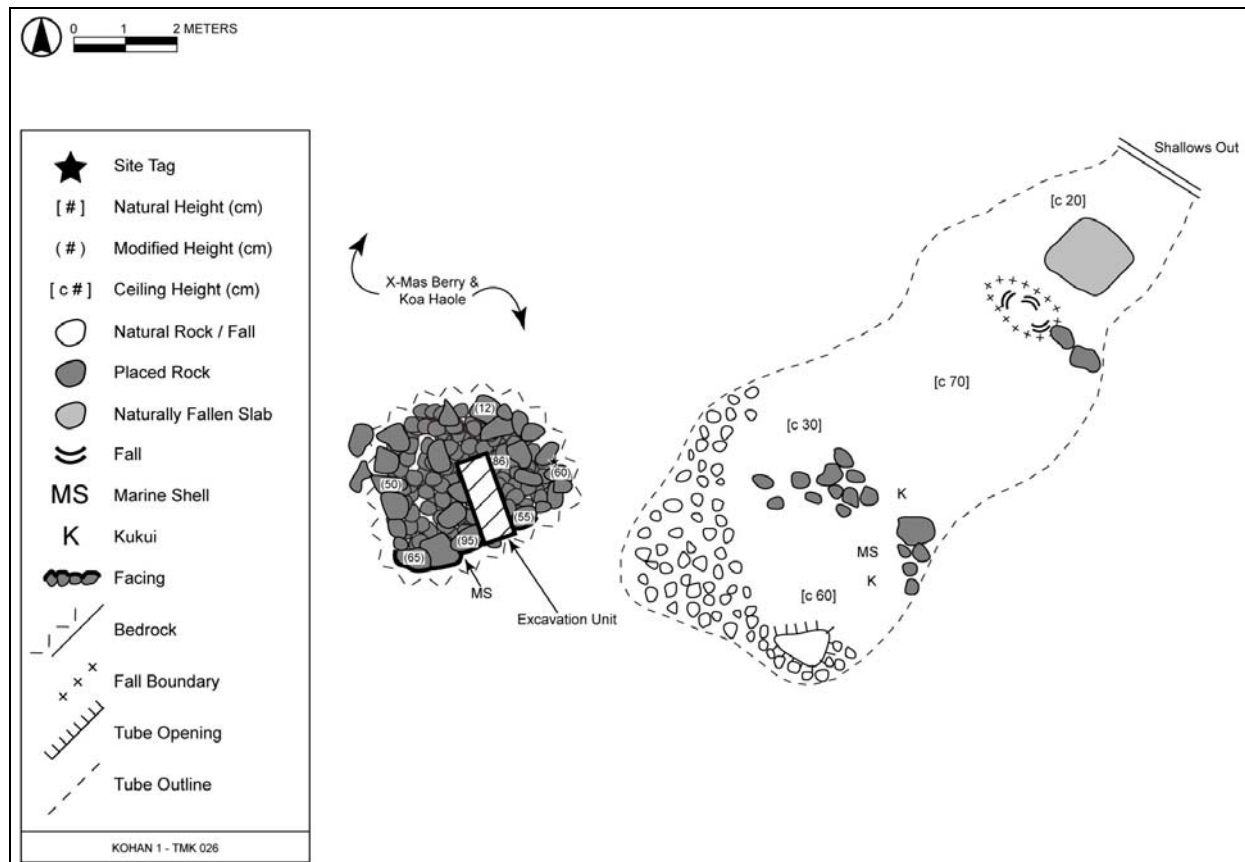 0 1 2 METERS
Site Tag
[ # ] Natural Height (cm)
( # ) Modified Height (cm)
[ c # ] Ceiling Height (cm)
Natural Rock / Fall
Placed Rock
Naturally Fallen Slab
Fall
MS Marine Shell
K Kukui
Facing
Bedrock
Fall Boundary
Tube Opening
Tube Outline
KOHAN 1 - TMK 026
X-Mas Berry &
Koa Haole
(12)
(86)
(60)
(50)
(55)
(95)
(65)
MS
Excavation Unit
Shallows Out
[c 20]
[c 70]
[c 30]
K
MS
K
[c 60]